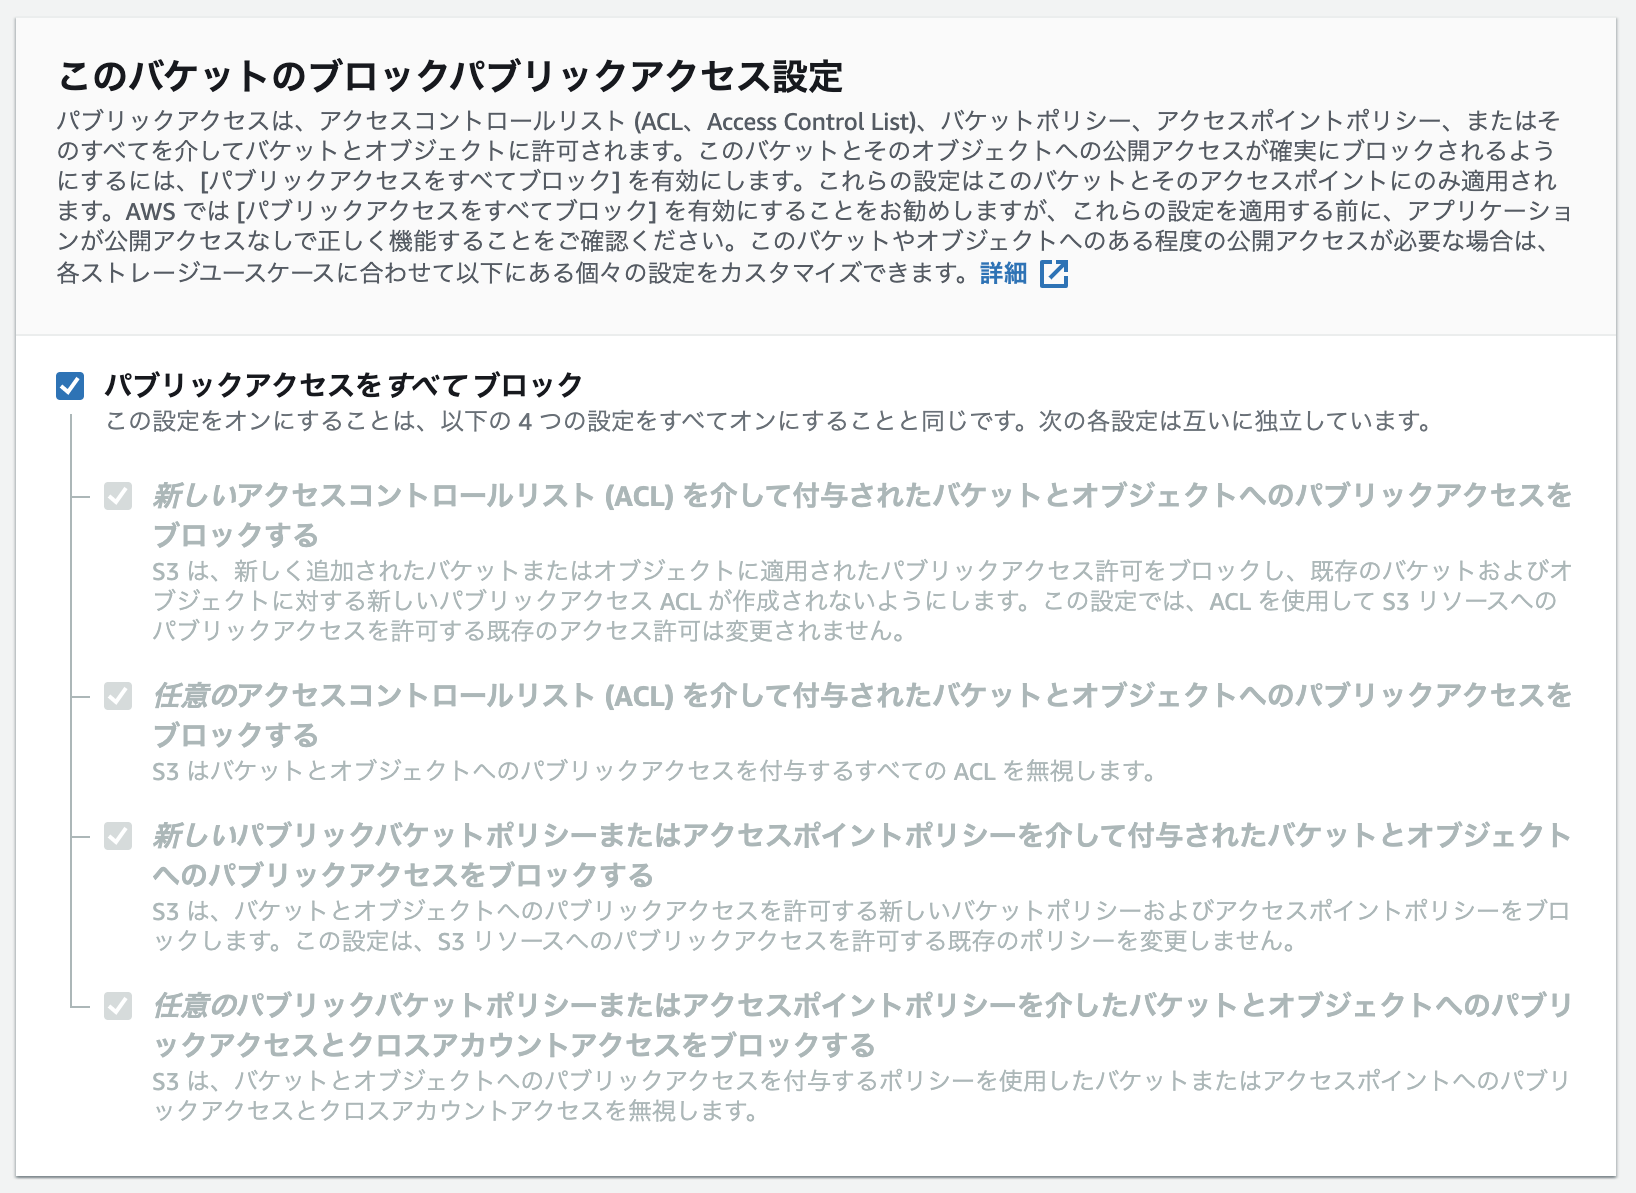 このバケットのブロックパブリックアクセス設定
パブリックアクセスは、アクセスコントロールリスト (ACL、Access Control List)、バケットポリシー、アクセスポイントポリシー、またはそ
のすべてを介してバケットとオブジェクトに許可されます。このバケットとそのオブジェクトへの公開アクセスが確実にブロックされるよう
にするには、[パブリックアクセスをすべてブロック] を有効にします。これらの設定はこのバケットとそのアクセスポイントにのみ適用され
ます。AWS では [パブリックアクセスをすべてブロック] を有効にすることをお勧めしますが、これらの設定を適用する前に、アプリケーショ
ンが公開アクセスなしで正しく機能することをご確認ください。このバケットやオブジェクトへのある程度の公開アクセスが必要な場合は、
各ストレージユースケースに合わせて以下にある個々の設定をカスタマイズできます。詳細
パブリックアクセスをすべて ブロック
この設定をオンにすることは、以下の 4 つの設定をすべてオンにすることと同じです。次の各設定は互いに独立しています。
新しいアクセスコントロールリスト (ACL) を介して付与されたバケットとオブジェクトへのパブリックアクセスを
ブロックする
S3 は、新しく追加されたバケットまたはオブジェクトに適用されたパブリックアクセス許可をブロックし、既存のバケットおよびオ
ブジェクトに対する新しいパブリックアクセス ACL が作成されないようにします。この設定では、ACL を使用して S3 リソースへの
パブリックアクセスを許可する既存のアクセス許可は変更されません。
任意のアクセスコントロールリスト (ACL) を介して付与されたバケットとオブジェクトへのパブリックアクセスを
ブロックする
S3 はバケットとオブジェクトへのパブリックアクセスを付与するすべての ACL を無視します。
新しいパブリックバケットポリシーまたはアクセスポイントポリシーを介して付与されたバケットとオブジェクト
へのパブリックアクセスをブロックする
S3 は、バケットとオブジェクトへのパブリックアクセスを許可する新しいバケットポリシーおよびアクセスポイントポリシーをブロ
ックします。この設定は、S3 リソースへのパブリックアクセスを許可する既存のポリシーを変更しません。
任意のパブリックバケットポリシーまたはアクセスポイントポリシーを介したバケットとオブジェクトへのパブリ
ックアクセスとクロスアカウントアクセスをブロックする
S3 は、バケットとオブジェクトへのパブリックアクセスを付与するポリシーを使用したバケットまたはアクセスポイントへのパブリ
ックアクセスとクロスアカウントアクセスを無視します。